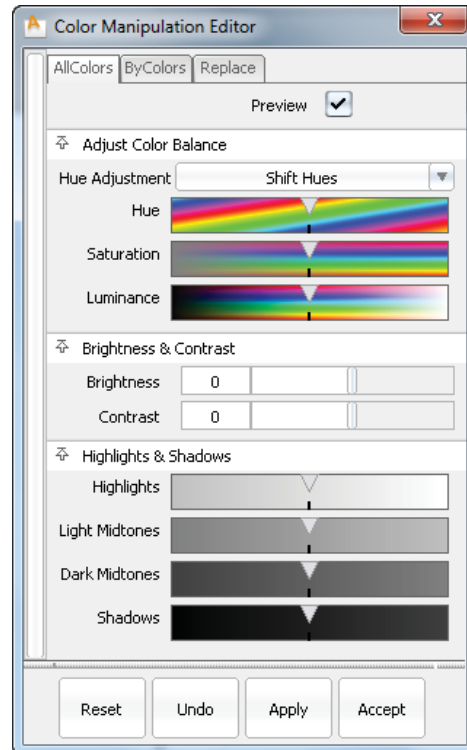 Color Manipulation Editor
AllColors ByColors Replace
Preview
Adjust Color Balance
Hue Adjustment Shift Hues
Hue
Saturation
Luminance
Brightness & Contrast
Brightness 0
Contrast 0
Highlights & Shadows
Highlights
Light Midtones
Dark Midtones
Shadows
Reset Undo Apply Accept